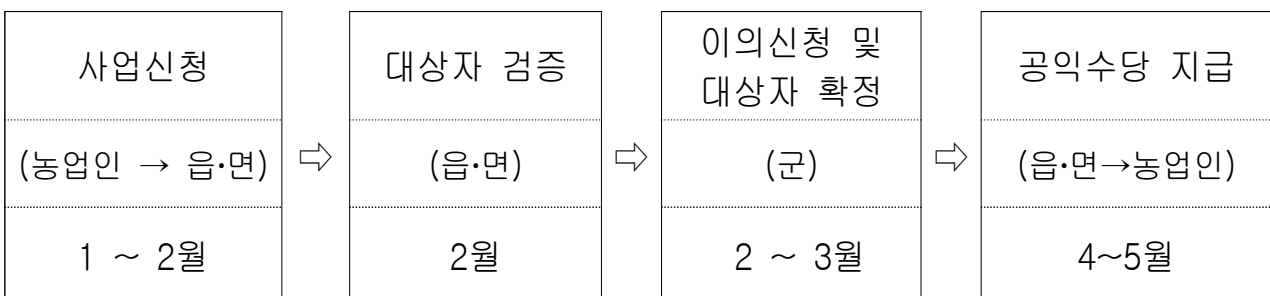 사업신청
(농업인 → 읍·면)
1 ~ 2월
⇨
대상자 검증
(읍·면)
2월
⇨
이의신청 및
대상자 확정
(군)
2 ~ 3월
⇨
공익수당 지급
(읍·면→농업인)
4~5월